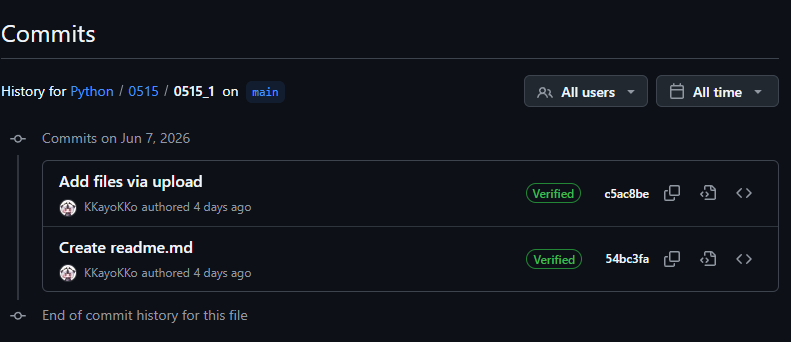 Commits
History for Python / 0515 / 0515_1 on main
All users
All time
Commits on Jun 7, 2026
Add files via upload
Verified
c5ac8be
KKayoKKo authored 4 days ago
Create readme.md
Verified
54bc3fa
KKayoKKo authored 4 days ago
End of commit history for this file